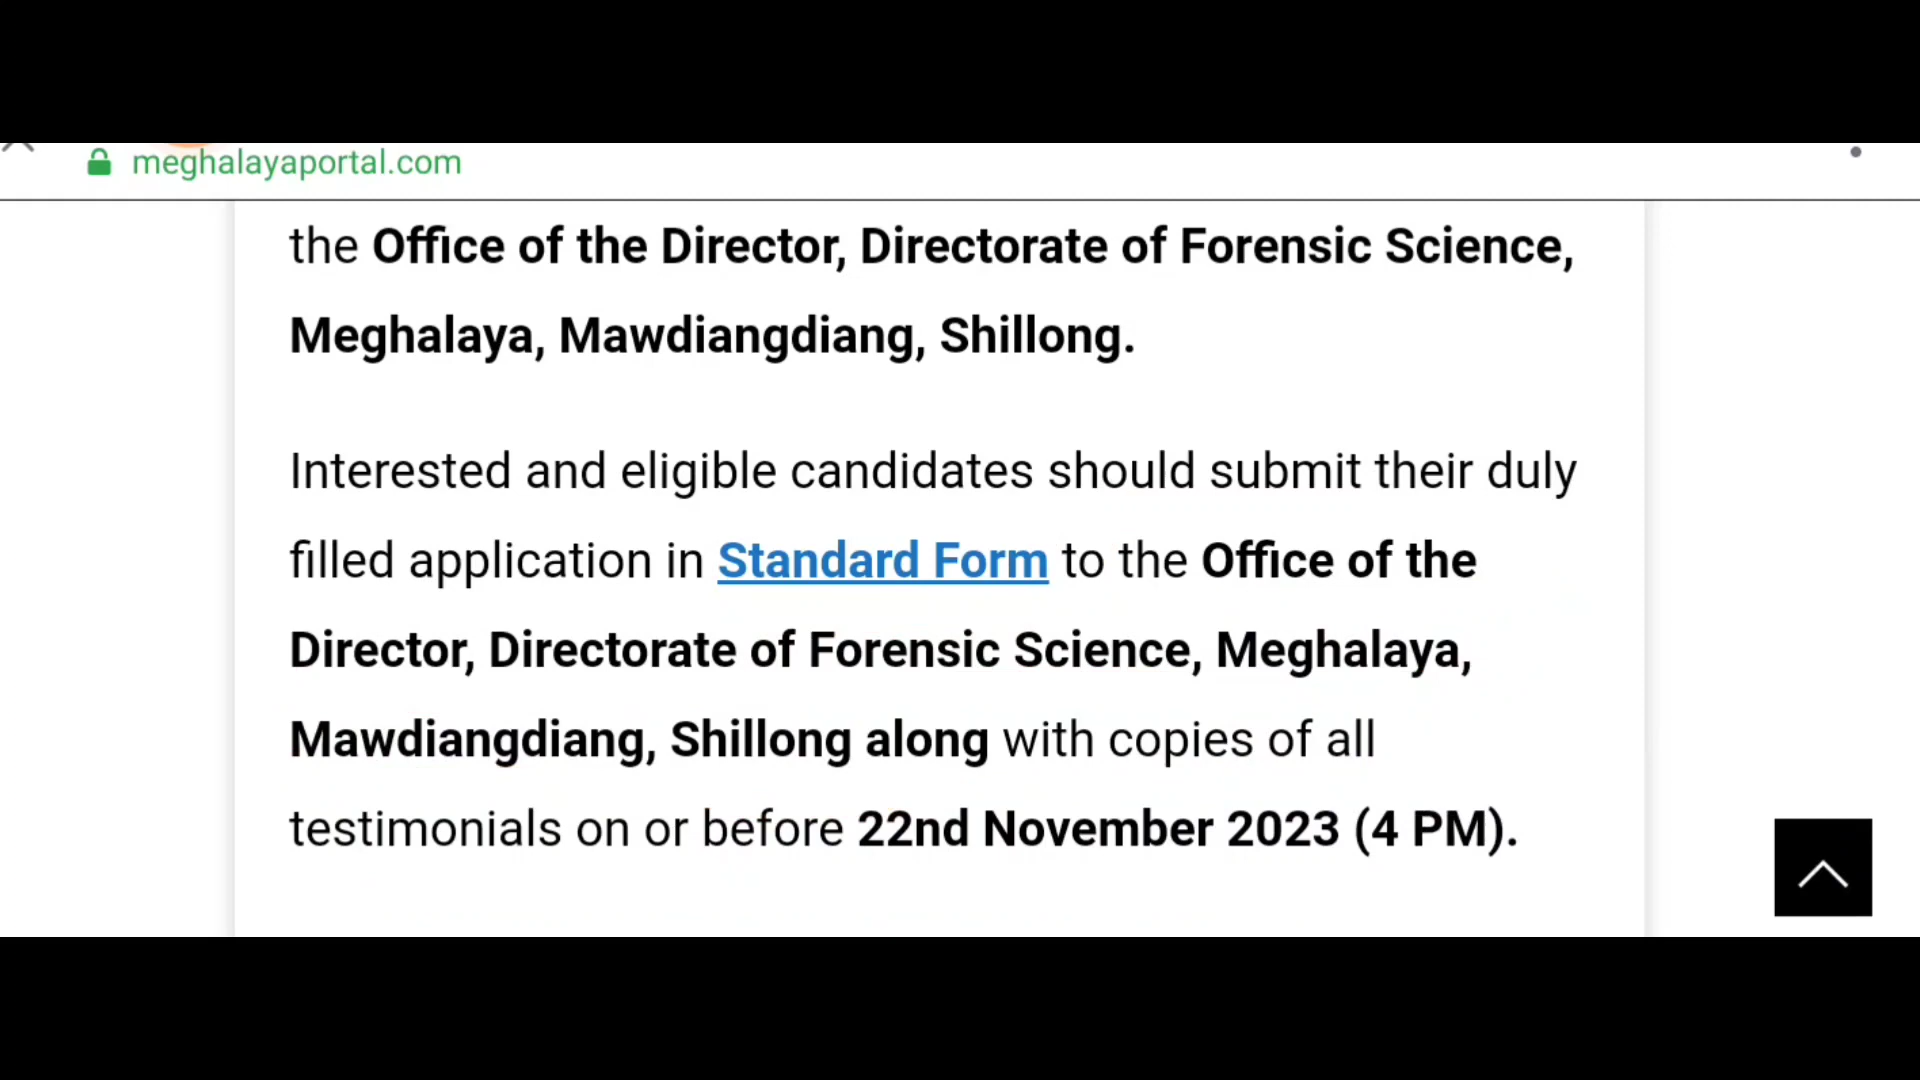 meghalayaportal.com
the Office of the Director, Directorate of Forensic Science,
Meghalaya, Mawdiangdiang, Shillong.
Interested and eligible candidates should submit their duly
filled application in Standard Form to the Office of the
Director, Directorate of Forensic Science, Meghalaya,
Mawdiangdiang, Shillong along with copies of all
testimonials on or before 22nd November 2023 (4 PM).